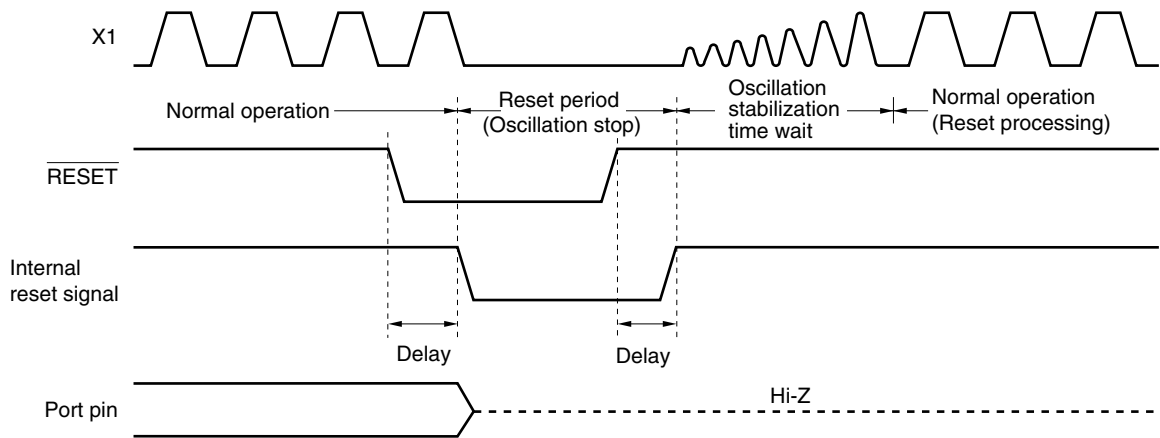 X1
Normal operation
Reset period
(Oscillation stop)
Oscillation
stabilization
time wait
Normal operation
(Reset processing)
RESET
Internal
reset signal
Delay
Delay
Port pin
Hi-Z